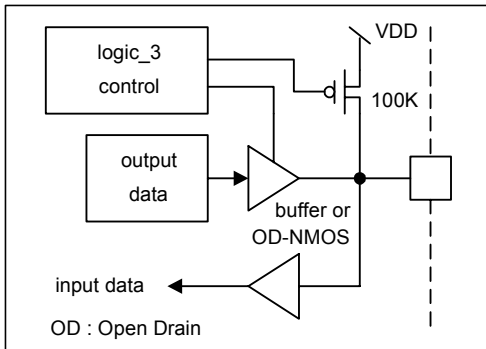 logic_3
control
VDD
100K
output
data
buffer or
OD-NMOS
input data
OD : Open Drain